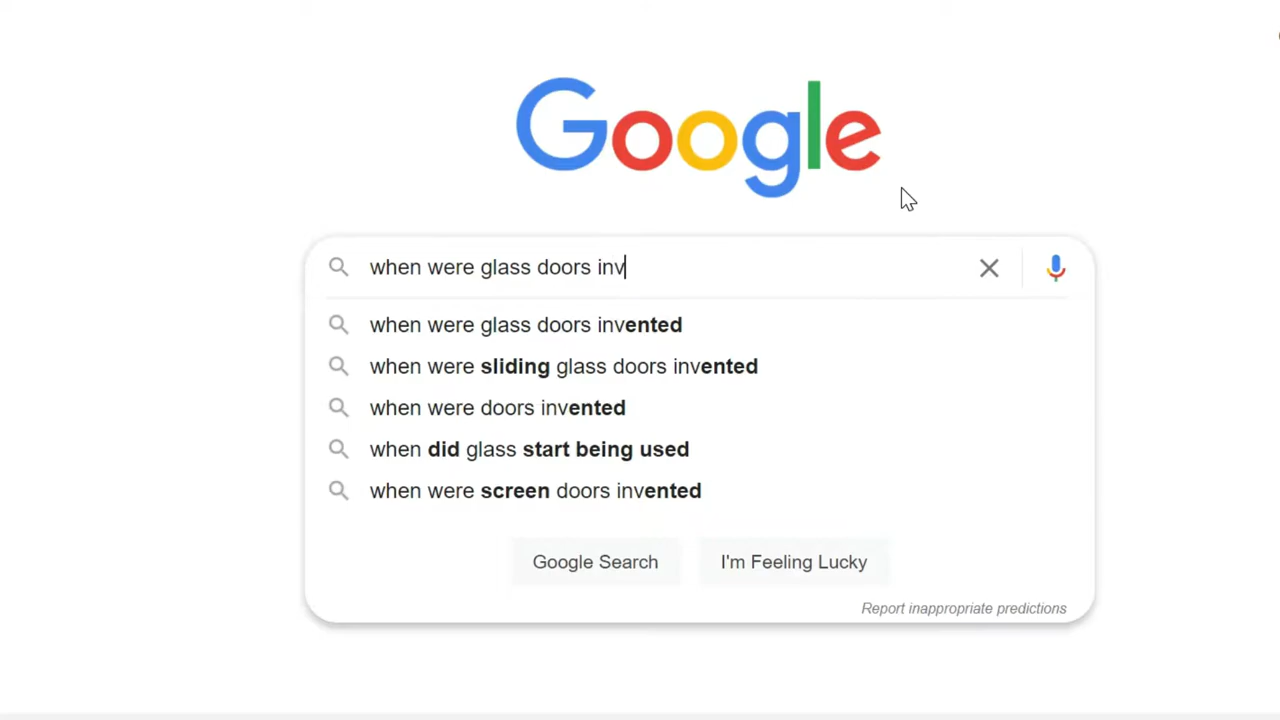 Google
when were glass doors inv
when were glass doors invented
when were sliding glass doors invented
when were doors invented
when did glass start being used
when were screen doors invented
Google Search
I'm Feeling Lucky
Report inappropriate predictions